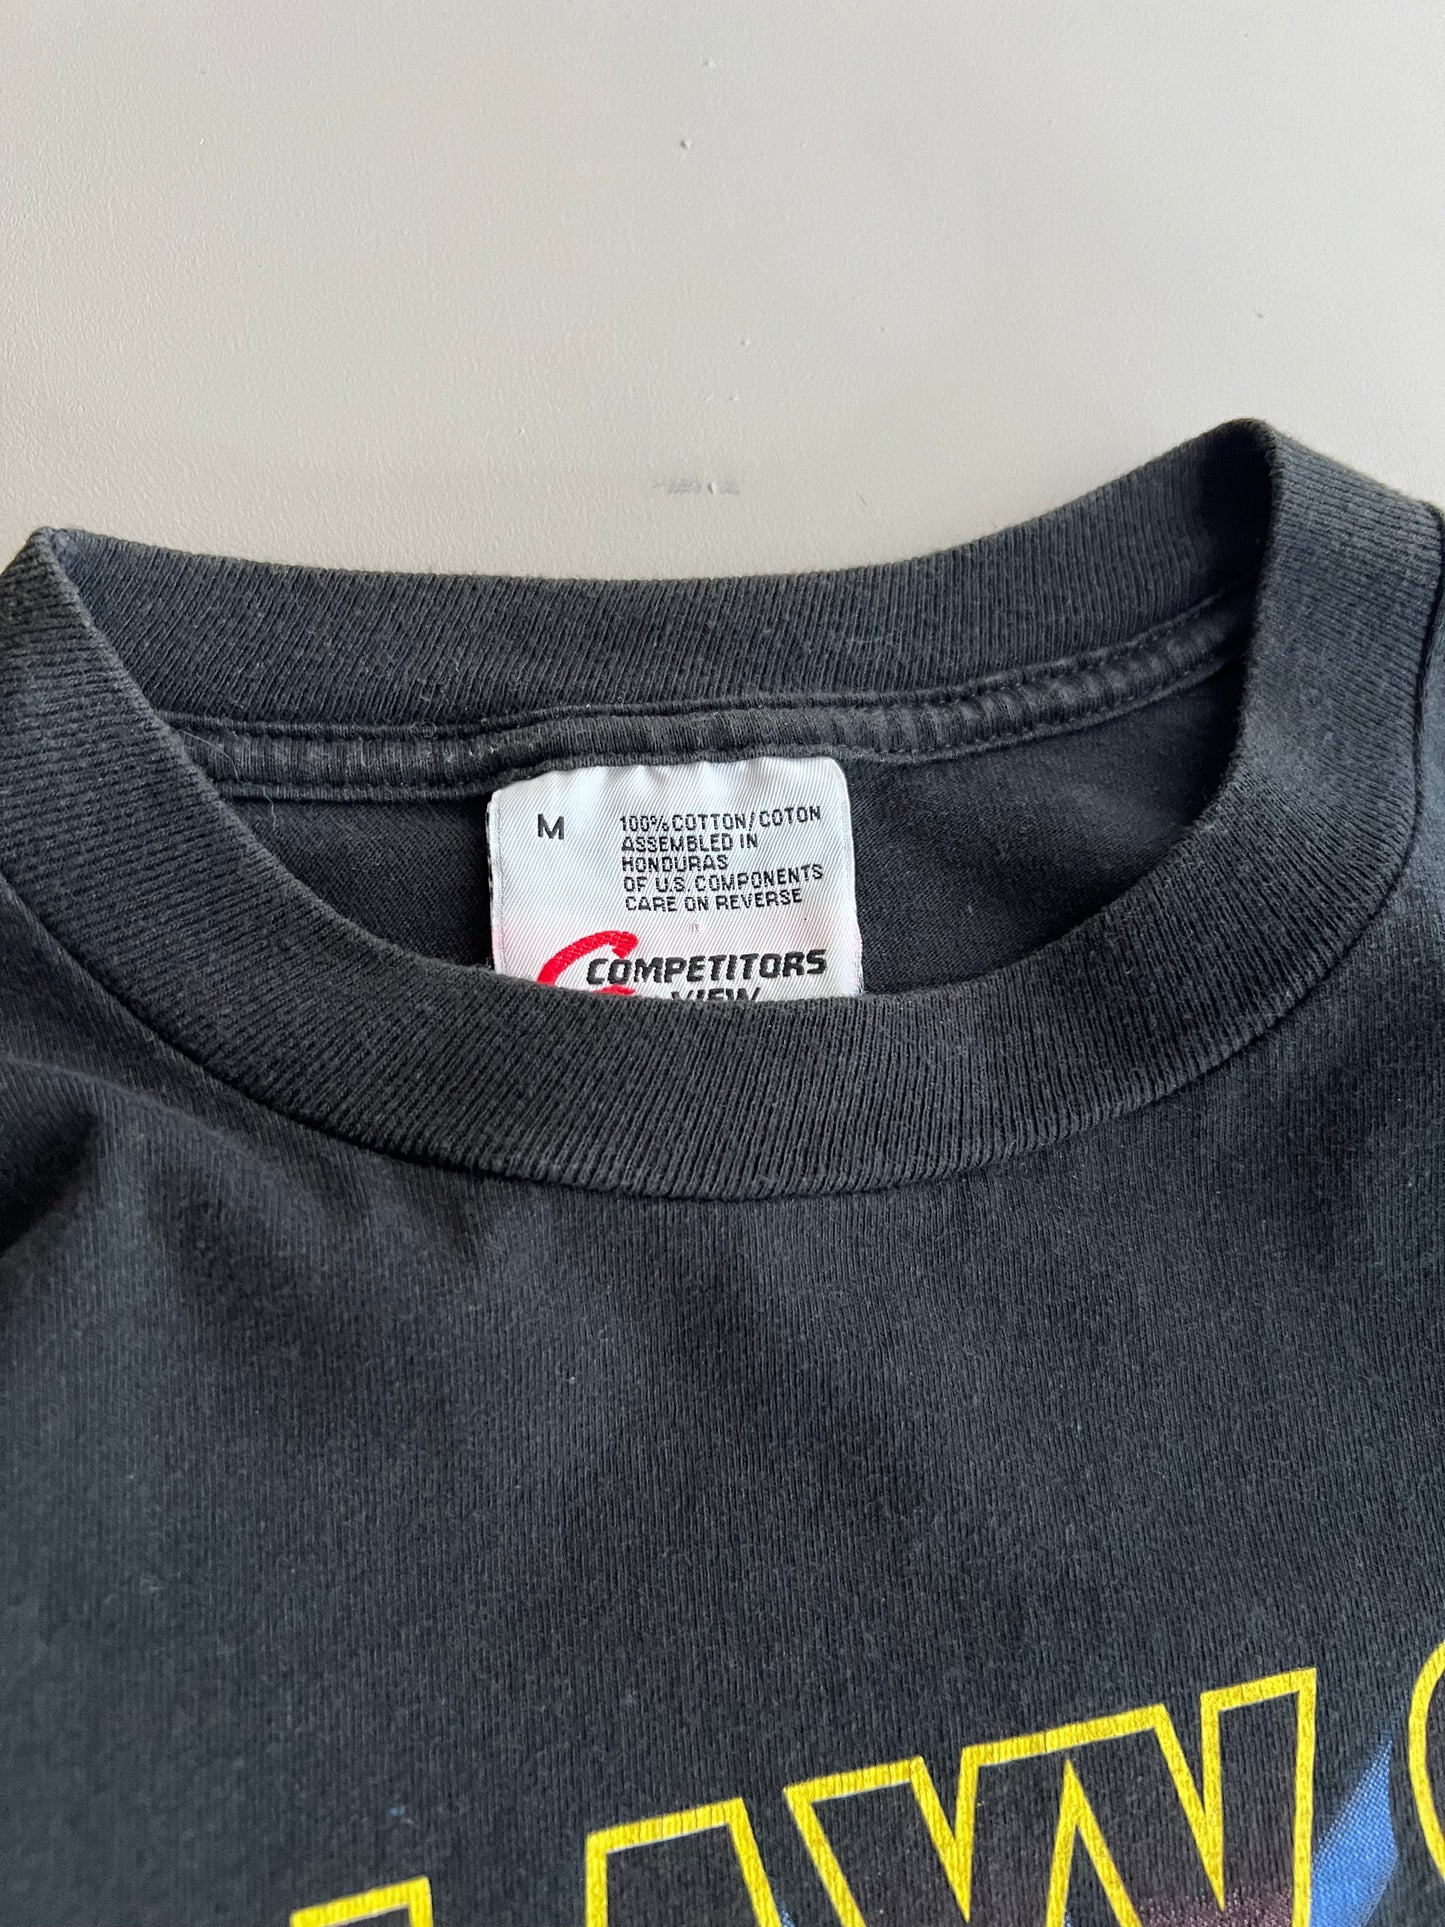 M
100% COTTON/COTON
ASSEMBLED IN
HONDURAS
OF U.S. COMPONENTS
CARE ON REVERSE
COMPETITORS
VIEW